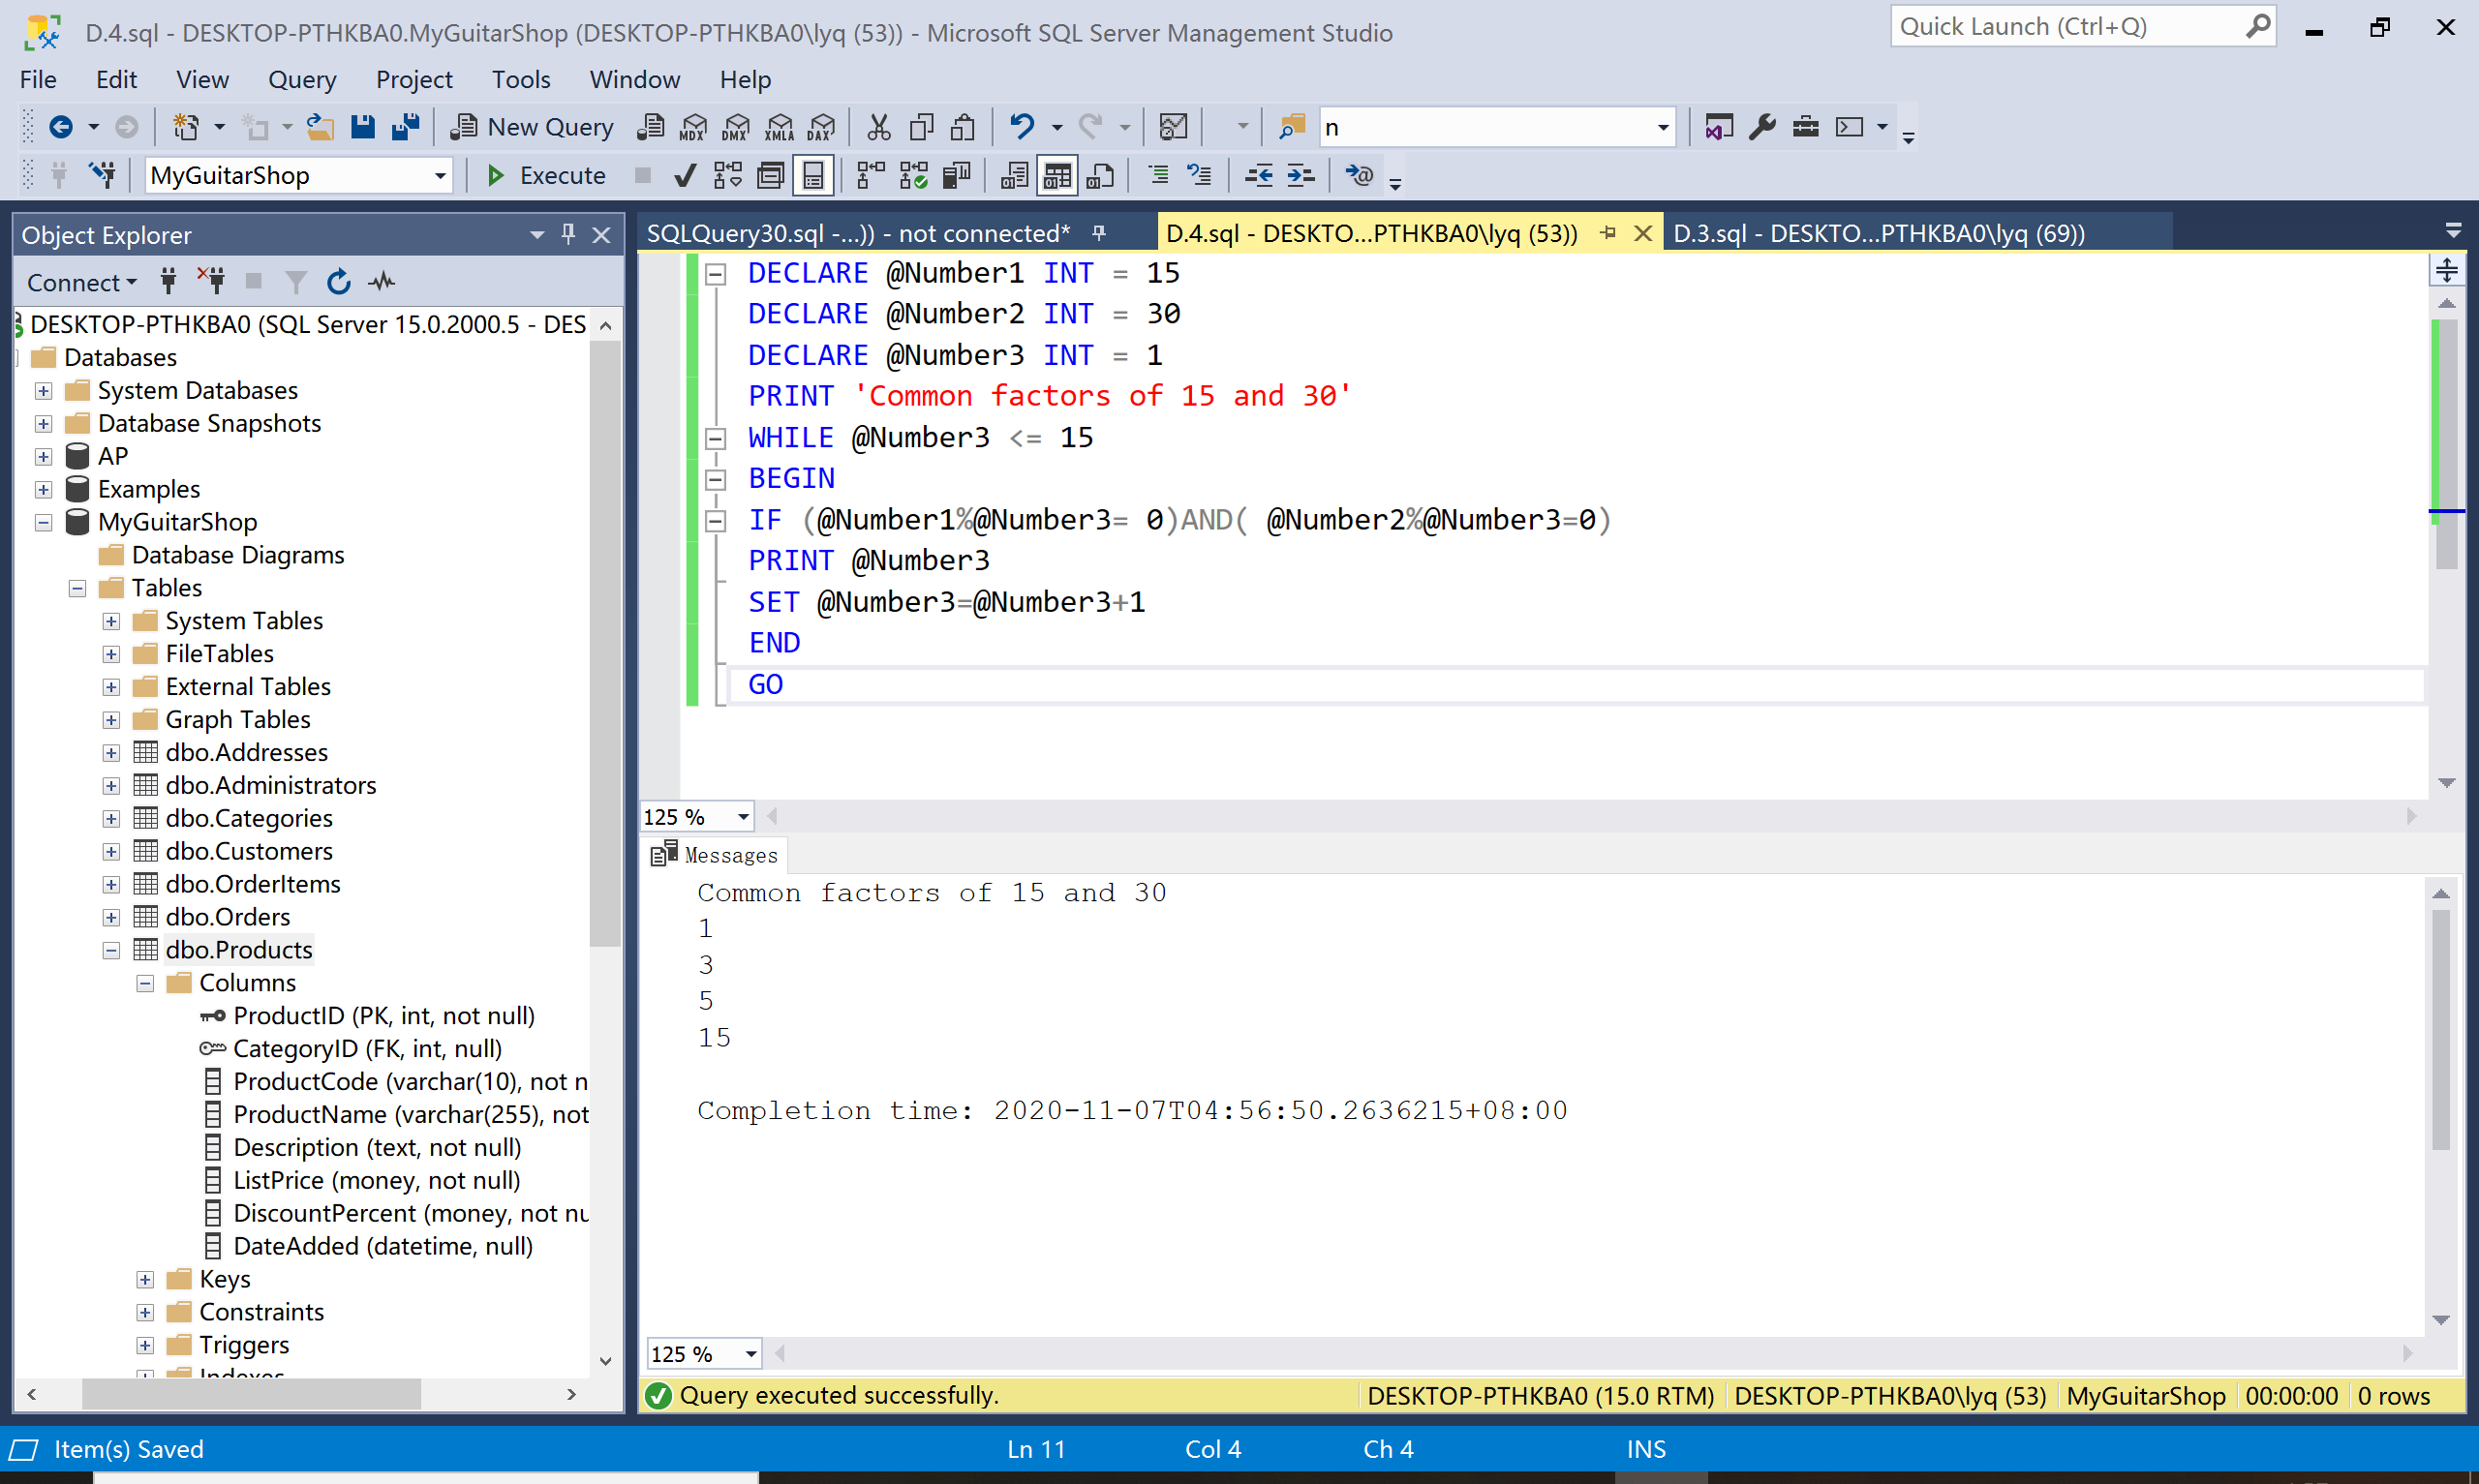 D.4.sql - DESKTOP-PTHKBA0.MyGuitarShop (DESKTOP-PTHKBA0\lyq (53)) - Microsoft SQL Server Management Studio
Quick Launch (Ctrl+Q)
File Edit View Query Project Tools Window Help
New Query MDX DMX XMLA DAX n
MyGuitarShop Execute
Object Explorer
Connect
DESKTOP-PTHKBA0 (SQL Server 15.0.2000.5 - DES
Databases
System Databases
Database Snapshots
AP
Examples
MyGuitarShop
Database Diagrams
Tables
System Tables
FileTables
External Tables
Graph Tables
dbo.Addresses
dbo.Administrators
dbo.Categories
dbo.Customers
dbo.OrderItems
dbo.Orders
dbo.Products
Columns
ProductID (PK, int, not null)
CategoryID (FK, int, null)
ProductCode (varchar(10), not n
ProductName (varchar(255), not
Description (text, not null)
ListPrice (money, not null)
DiscountPercent (money, not nu
DateAdded (datetime, null)
Keys
Constraints
Triggers
Indexes
SQLQuery30.sql -...)) - not connected* D.4.sql - DESKTO...PTHKBA0\lyq (53)) D.3.sql - DESKTO...PTHKBA0\lyq (69))
DECLARE @Number1 INT = 15
DECLARE @Number2 INT = 30
DECLARE @Number3 INT = 1
PRINT 'Common factors of 15 and 30'
WHILE @Number3 <= 15
BEGIN
IF (@Number1%@Number3= 0)AND( @Number2%@Number3=0)
PRINT @Number3
SET @Number3=@Number3+1
END
GO
125 %
Messages
Common factors of 15 and 30
1
3
5
15
Completion time: 2020-11-07T04:56:50.2636215+08:00
125 %
Query executed successfully. DESKTOP-PTHKBA0 (15.0 RTM) DESKTOP-PTHKBA0\lyq (53) MyGuitarShop 00:00:00 0 rows
Item(s) Saved Ln 11 Col 4 Ch 4 INS